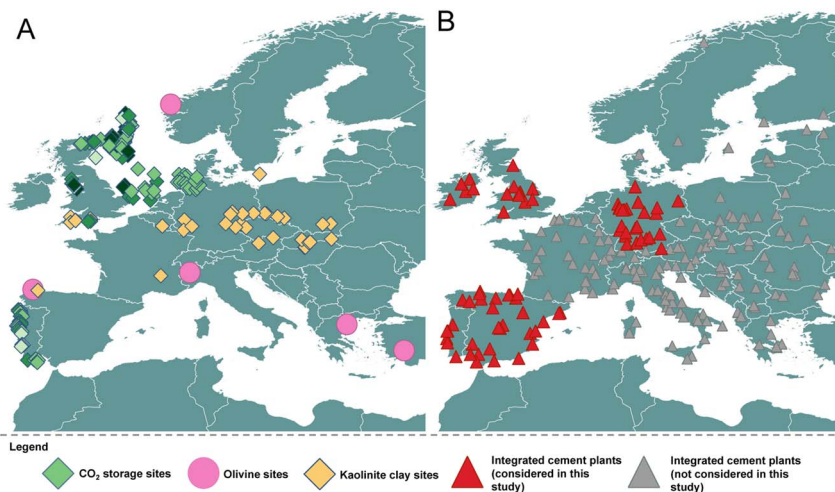 A
B
Legend
CO₂ storage sites
Olivine sites
Kaolinite clay sites
Integrated cement plants
(considered in this
study)
Integrated cement plants
(not considered in this
study)